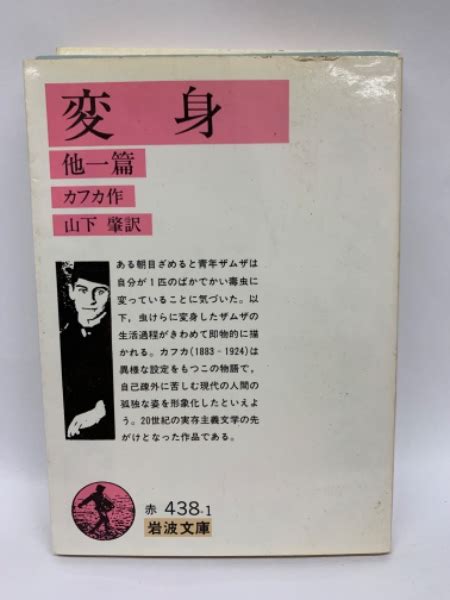 変身
他一篇
カフカ作
山下 肇訳
ある朝目ざめると青年ザムザは
自分が1匹のばかでかい毒虫に
変っていることに気づいた。以
下,虫けらに変身したザムザの
生活過程がきわめて即物的に描
かれる。カフカ(1883-1924)は
異様な設定をもつこの物語で,
自己疎外に苦しむ現代の人間の
孤独な姿を形象化したといえよ
う。20世紀の実存主義文学の先
がけとなった作品である。
赤 438-1
岩波文庫